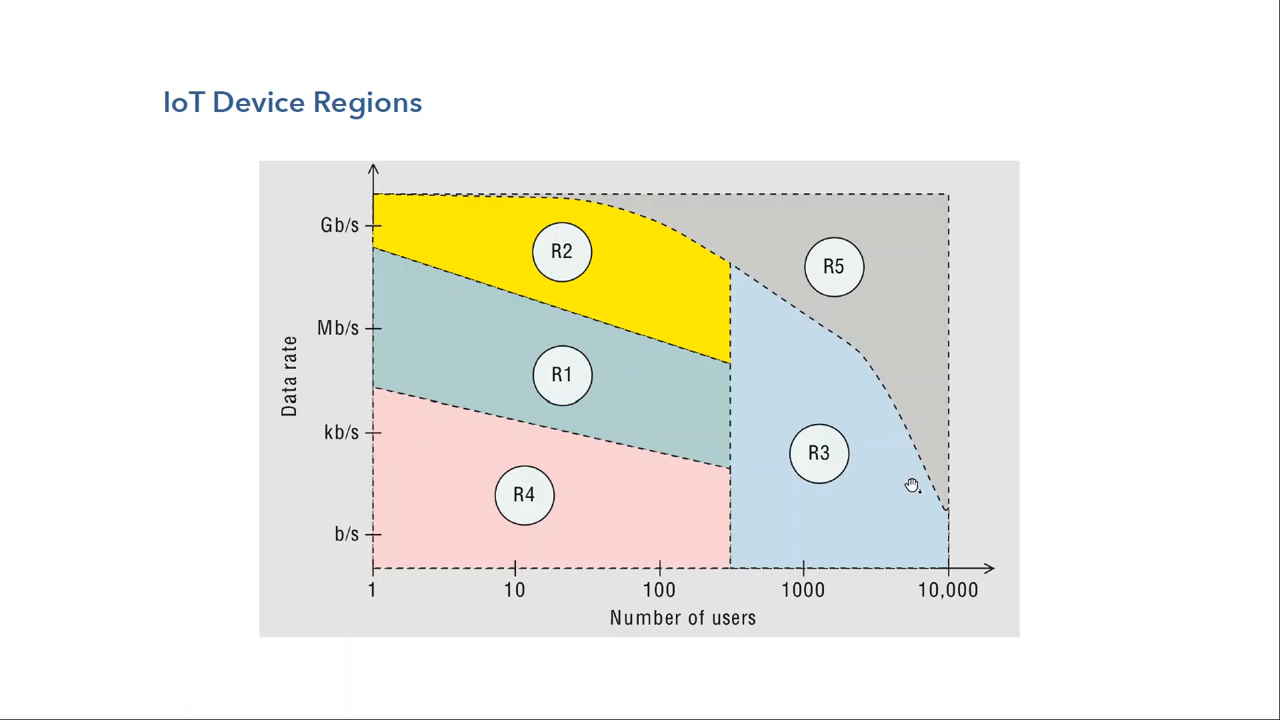 IoT Device Regions
Gb/s
R2
R5
Mb/s
Data rate
R1
kb/s
R3
R4
b/s
1 10 100 1000 10,000
Number of users